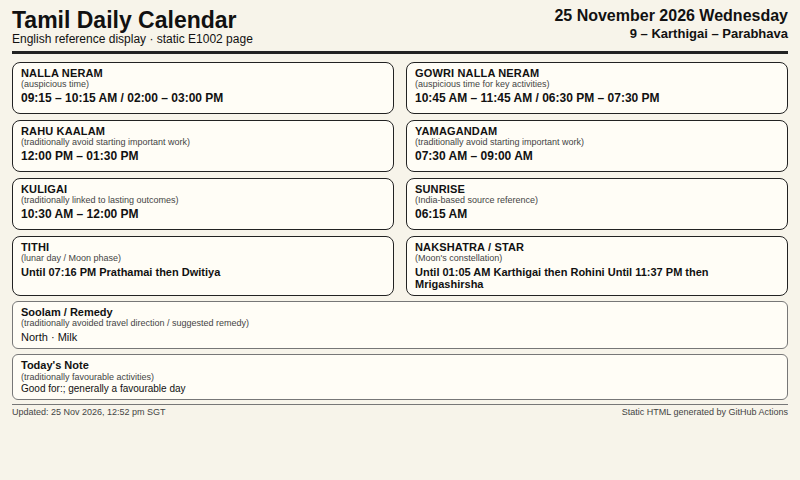 Tamil Daily Calendar
English reference display · static E1002 page
25 November 2026 Wednesday
9 – Karthigai – Parabhava
NALLA NERAM
(auspicious time)
09:15 – 10:15 AM / 02:00 – 03:00 PM
GOWRI NALLA NERAM
(auspicious time for key activities)
10:45 AM – 11:45 AM / 06:30 PM – 07:30 PM
RAHU KAALAM
(traditionally avoid starting important work)
12:00 PM – 01:30 PM
YAMAGANDAM
(traditionally avoid starting important work)
07:30 AM – 09:00 AM
KULIGAI
(traditionally linked to lasting outcomes)
10:30 AM – 12:00 PM
SUNRISE
(India-based source reference)
06:15 AM
TITHI
(lunar day / Moon phase)
Until 07:16 PM Prathamai then Dwitiya
NAKSHATRA / STAR
(Moon's constellation)
Until 01:05 AM Karthigai then Rohini Until 11:37 PM then
Mrigashirsha
Soolam / Remedy
(traditionally avoided travel direction / suggested remedy)
North · Milk
Today's Note
(traditionally favourable activities)
Good for:; generally a favourable day
Updated: 25 Nov 2026, 12:52 pm SGT
Static HTML generated by GitHub Actions